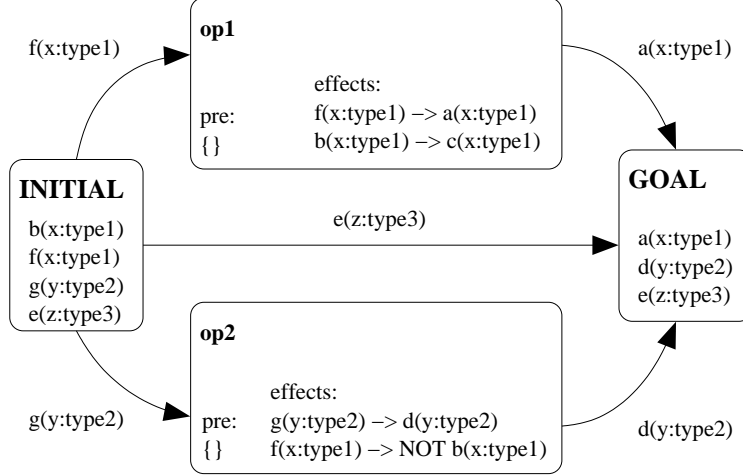 op1
f(x:type1)
a(x:type1)
effects:
f(x:type1) –> a(x:type1)
pre:
{}
b(x:type1) –> c(x:type1)
INITIAL
b(x:type1)
f(x:type1)
g(y:type2)
e(z:type3)
e(z:type3)
GOAL
a(x:type1)
d(y:type2)
e(z:type3)
op2
effects:
pre:
g(y:type2) –> d(y:type2)
{}
f(x:type1) –> NOT b(x:type1)
g(y:type2)
d(y:type2)